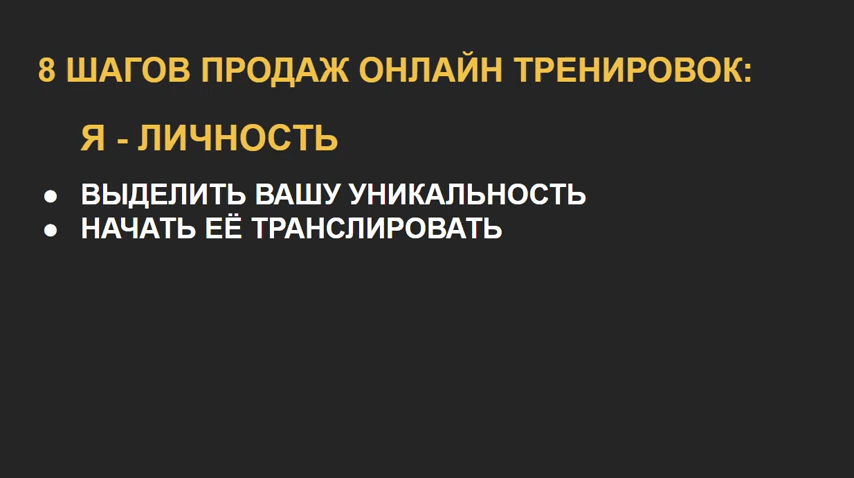 8 ШАГОВ ПРОДАЖ ОНЛАЙН ТРЕНИРОВОК:
Я - ЛИЧНОСТЬ
● ВЫДЕЛИТЬ ВАШУ УНИКАЛЬНОСТЬ
● НАЧАТЬ ЕЁ ТРАНСЛИРОВАТЬ